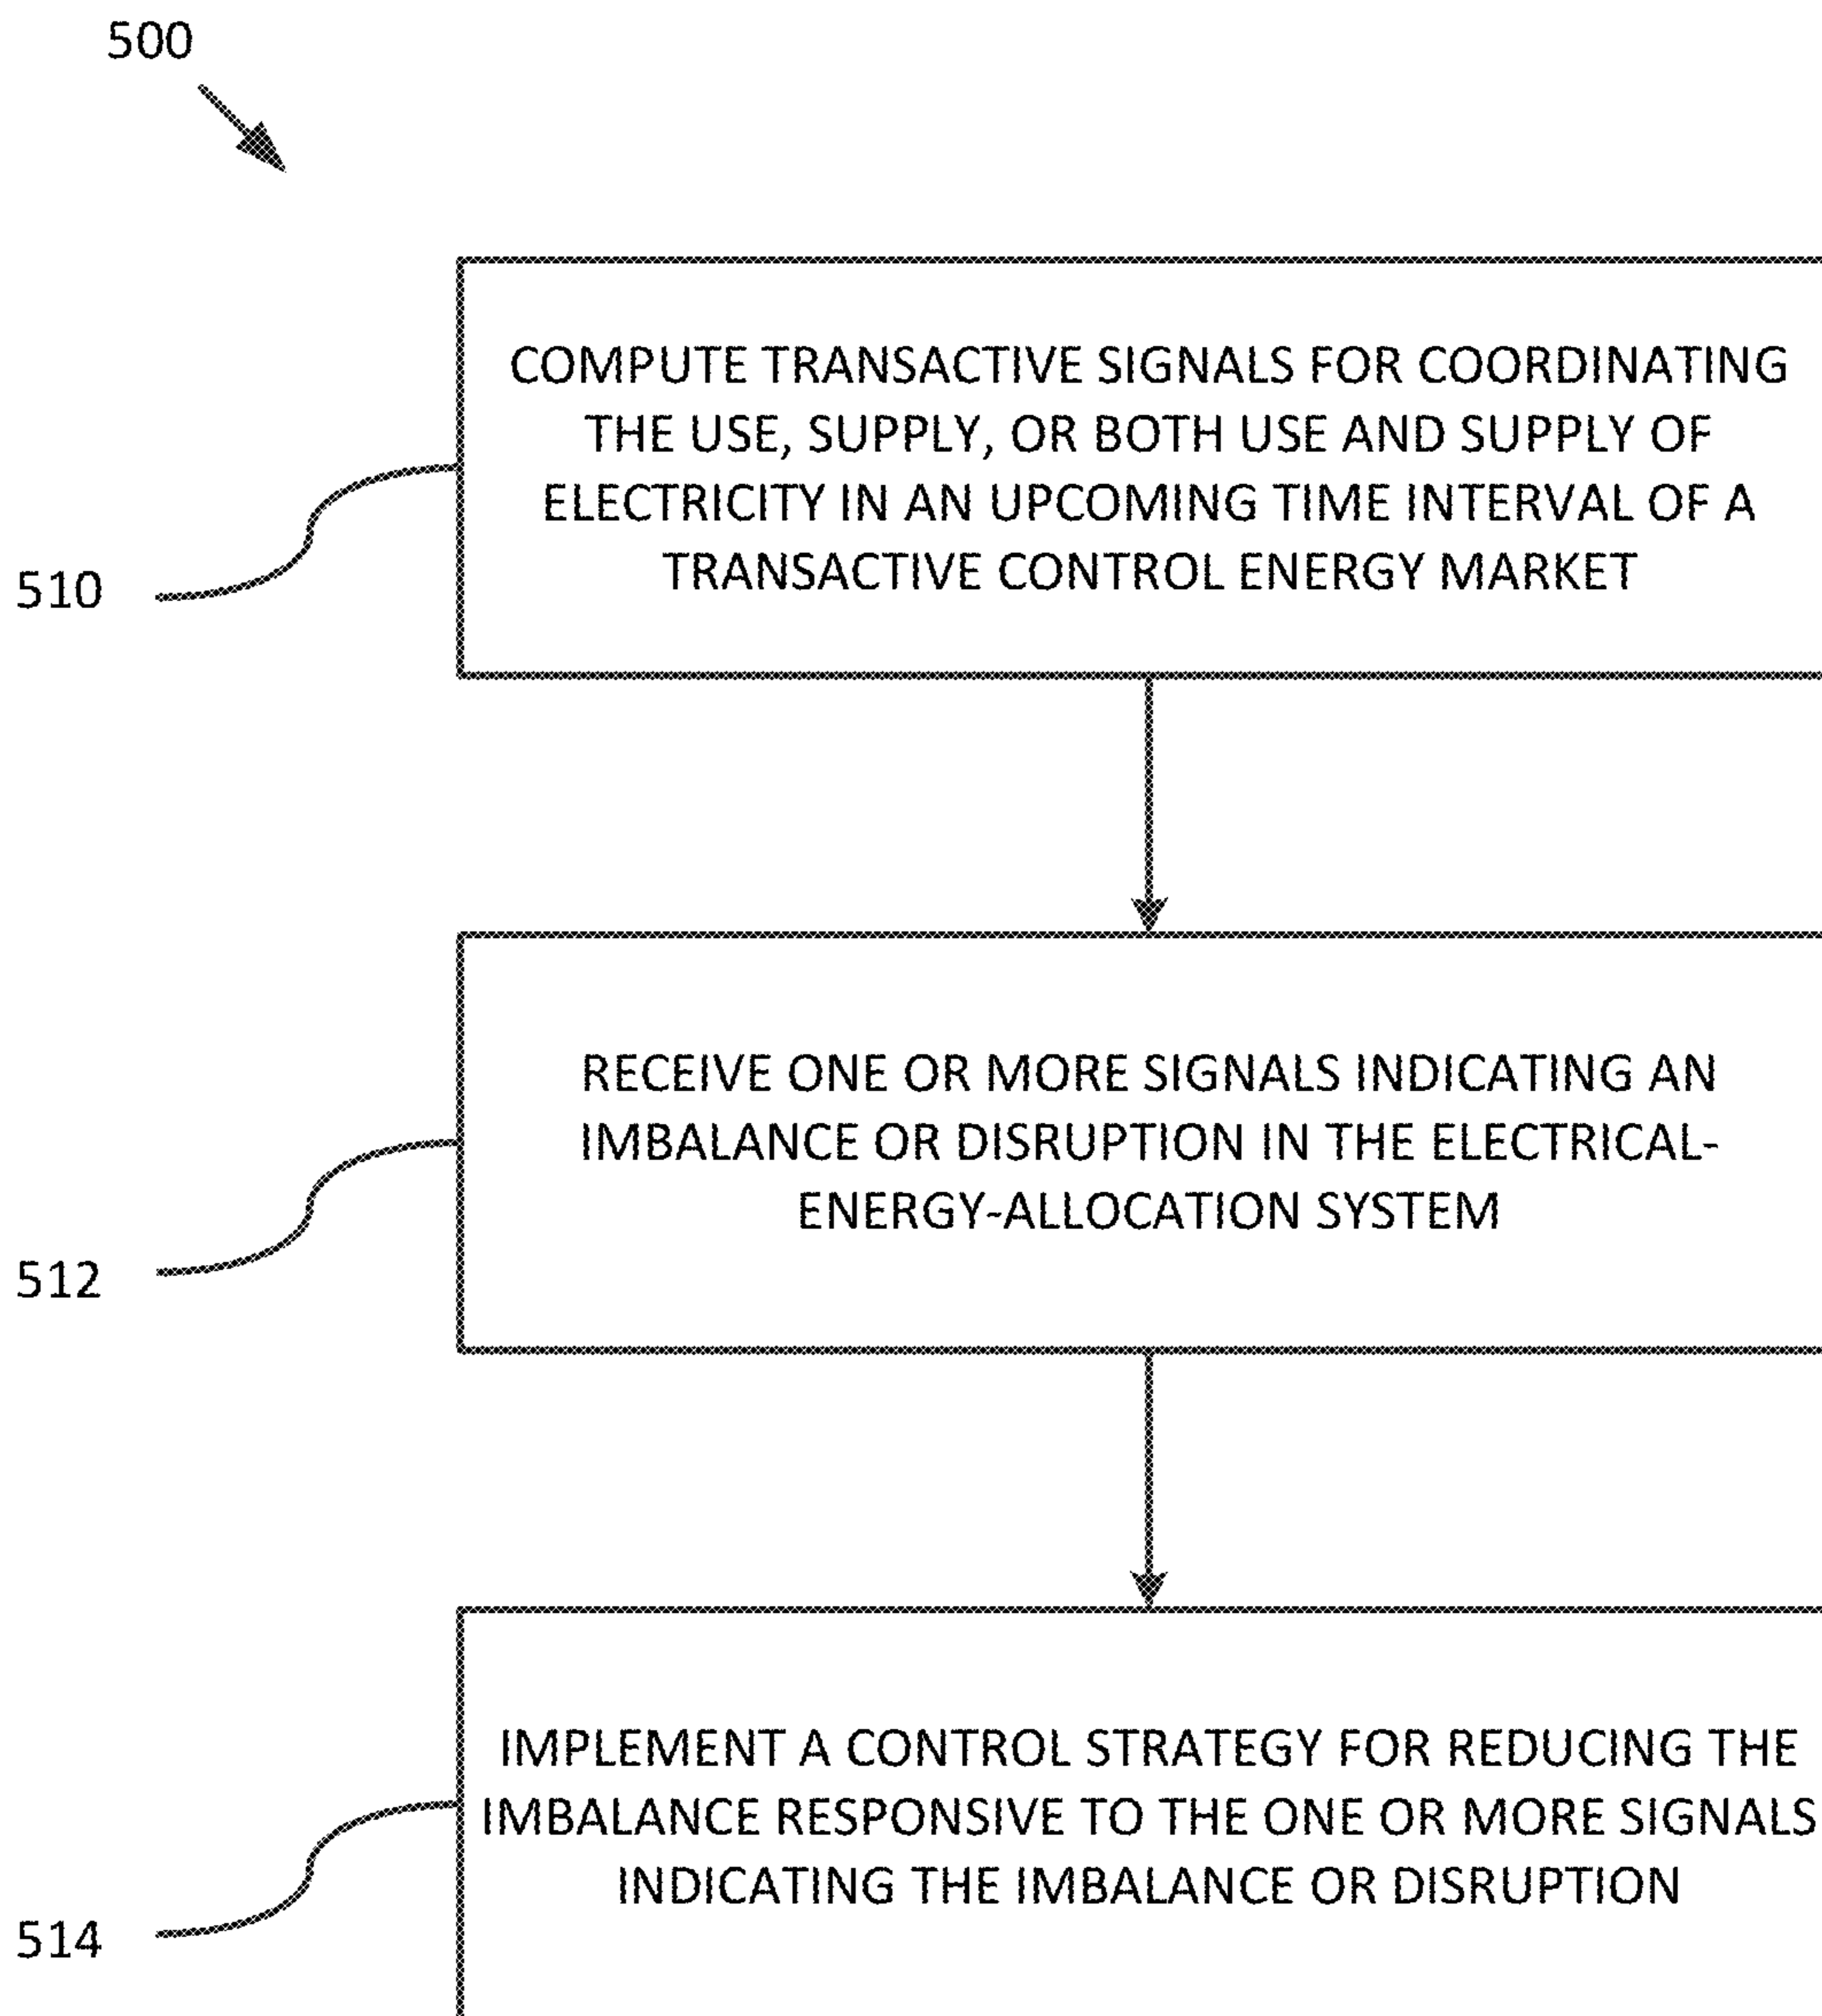 500
COMPUTE TRANSACTIVE SIGNALS FOR COORDINATING
THE USE, SUPPLY, OR BOTH USE AND SUPPLY OF
ELECTRICITY IN AN UPCOMING TIME INTERVAL OF A
TRANSACTIVE CONTROL ENERGY MARKET
510
RECEIVE ONE OR MORE SIGNALS INDICATING AN
IMBALANCE OR DISRUPTION IN THE ELECTRICAL-
ENERGY-ALLOCATION SYSTEM
512
IMPLEMENT A CONTROL STRATEGY FOR REDUCING THE
IMBALANCE RESPONSIVE TO THE ONE OR MORE SIGNALS
INDICATING THE IMBALANCE OR DISRUPTION
514